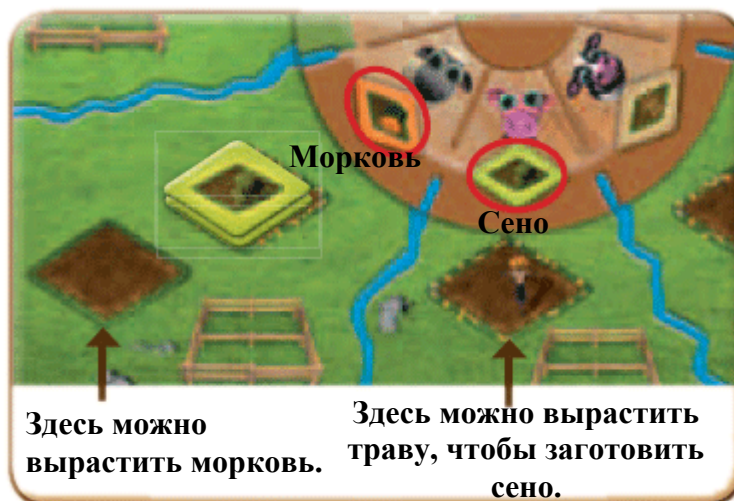 Морковь
Сено
Здесь можно
вырастить морковь.
Здесь можно вырастить
траву, чтобы заготовить
сено.